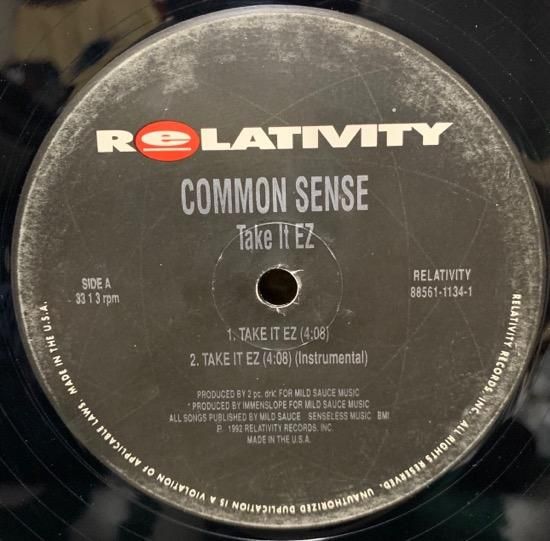 RELATIVITY
COMMON SENSE
Take It EZ
SIDE A
33 1 3 rpm
RELATIVITY
88561-1134-1
1. TAKE IT EZ (4:08)
2. TAKE IT EZ (4:08) (Instrumental)
PRODUCED BY 2 pc. drk' FOR MILD SAUCE MUSIC
* PRODUCED BY IMMENSLOPE FOR MILD SAUCE MUSIC
ALL SONGS PUBLISHED BY MILD SAUCE SENSELESS MUSIC BMI
P. 1992 RELATIVITY RECORDS. INC.
MADE IN THE U.S.A.
RELATIVITY RECORDS, INC. ALL RIGHTS RESERVED. UNAUTHORIZED DUPLICATION IS A VIOLATION OF APPLICABLE LAWS. MADE IN THE U.S.A.